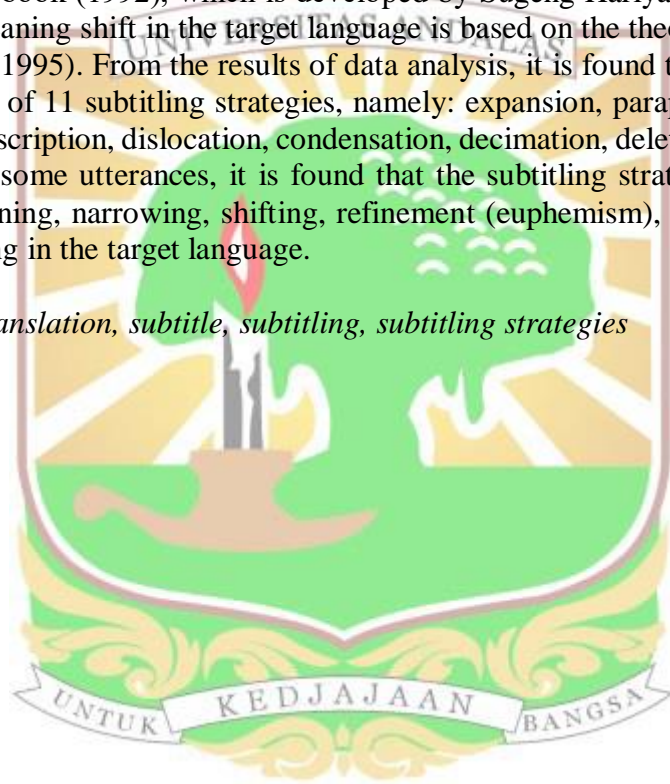 book (1992), which is developed by Sugeng Hariya
aning shift in the target language is based on the theo
UNIVERSITAS ANDALAS
1995). From the results of data analysis, it is found t
of 11 subtitling strategies, namely: expansion, parap
scription, dislocation, condensation, decimation, delet
some utterances, it is found that the subtitling strat
ning, narrowing, shifting, refinement (euphemism),
g in the target language.
anslation, subtitle, subtitling, subtitling strategies
UNTUK KEDJAJAAN BANGSA